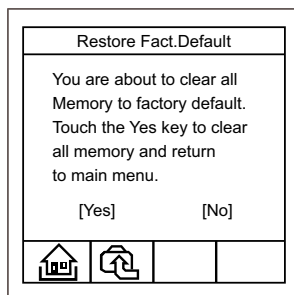 Restore Fact.Default
You are about to clear all
Memory to factory default.
Touch the Yes key to clear
all memory and return
to main menu.
[Yes] [No]